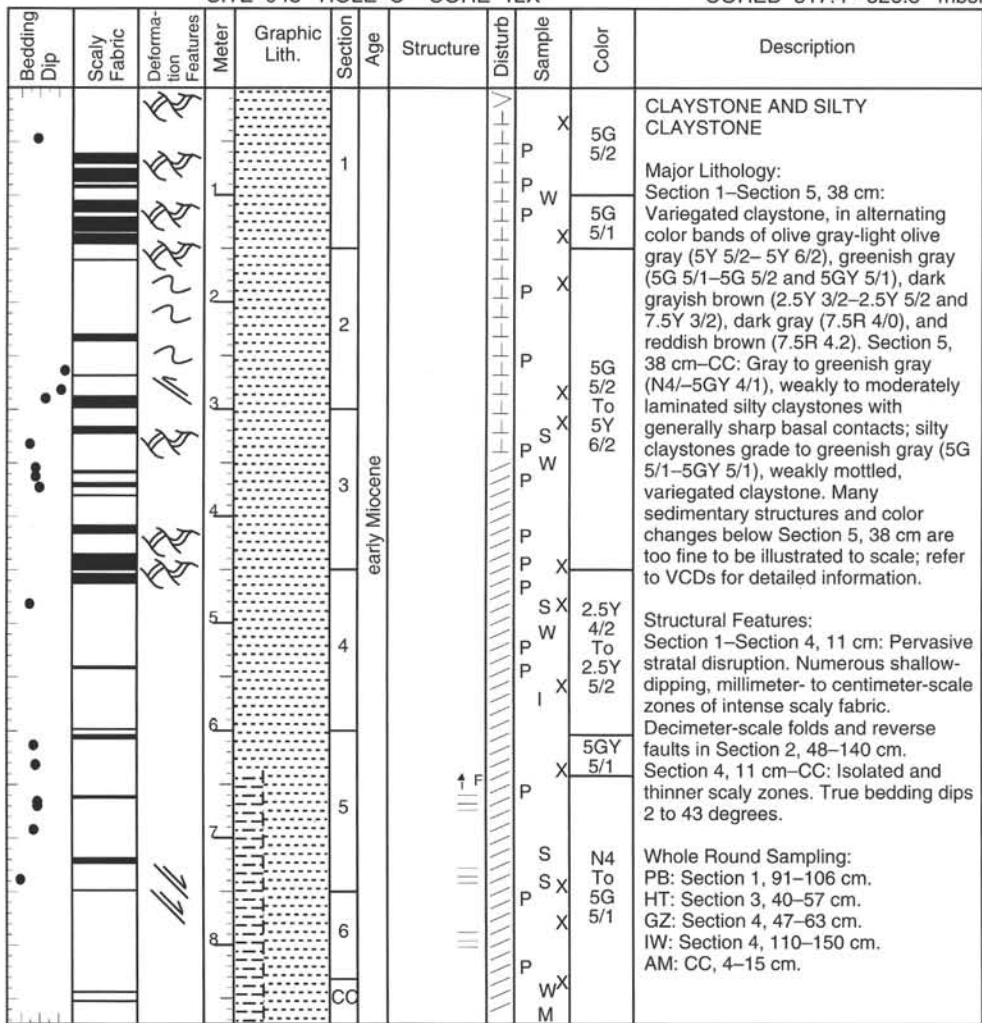 Bedding Dip
Scaly Fabric
Deforma-
tion
Features
Meter
Graphic
Lith.
Section
Age
Structure
Disturb
Sample
Color
Description
1
2
3
4
5
6
7
8
1
2
3
4
5
6
CC
early Miocene
F
X
P
P
W
P
X
P
X
P
X
S
X
P
W
P
P
P
X
P
S
X
W
P
P
X
I
X
P
S
S
X
P
X
P
X
W
M
5G
5/2
5G
5/1
5G
5/2
To
5Y
6/2
2.5Y
4/2
To
2.5Y
5/2
5GY
5/1
N4
To
5G
5/1
CLAYSTONE AND SILTY
CLAYSTONE
Major Lithology:
Section 1–Section 5, 38 cm:
Variegated claystone, in alternating
color bands of olive gray-light olive
gray (5Y 5/2– 5Y 6/2), greenish gray
(5G 5/1–5G 5/2 and 5GY 5/1), dark
grayish brown (2.5Y 3/2–2.5Y 5/2 and
7.5Y 3/2), dark gray (7.5R 4/0), and
reddish brown (7.5R 4.2). Section 5,
38 cm–CC: Gray to greenish gray
(N4/–5GY 4/1), weakly to moderately
laminated silty claystones with
generally sharp basal contacts; silty
claystones grade to greenish gray (5G
5/1–5GY 5/1), weakly mottled,
variegated claystone. Many
sedimentary structures and color
changes below Section 5, 38 cm are
too fine to be illustrated to scale; refer
to VCDs for detailed information.
Structural Features:
Section 1–Section 4, 11 cm: Pervasive
stratal disruption. Numerous shallow-
dipping, millimeter- to centimeter-scale
zones of intense scaly fabric.
Decimeter-scale folds and reverse
faults in Section 2, 48–140 cm.
Section 4, 11 cm–CC: Isolated and
thinner scaly zones. True bedding dips
2 to 43 degrees.
Whole Round Sampling:
PB: Section 1, 91–106 cm.
HT: Section 3, 40–57 cm.
GZ: Section 4, 47–63 cm.
IW: Section 4, 110–150 cm.
AM: CC, 4–15 cm.